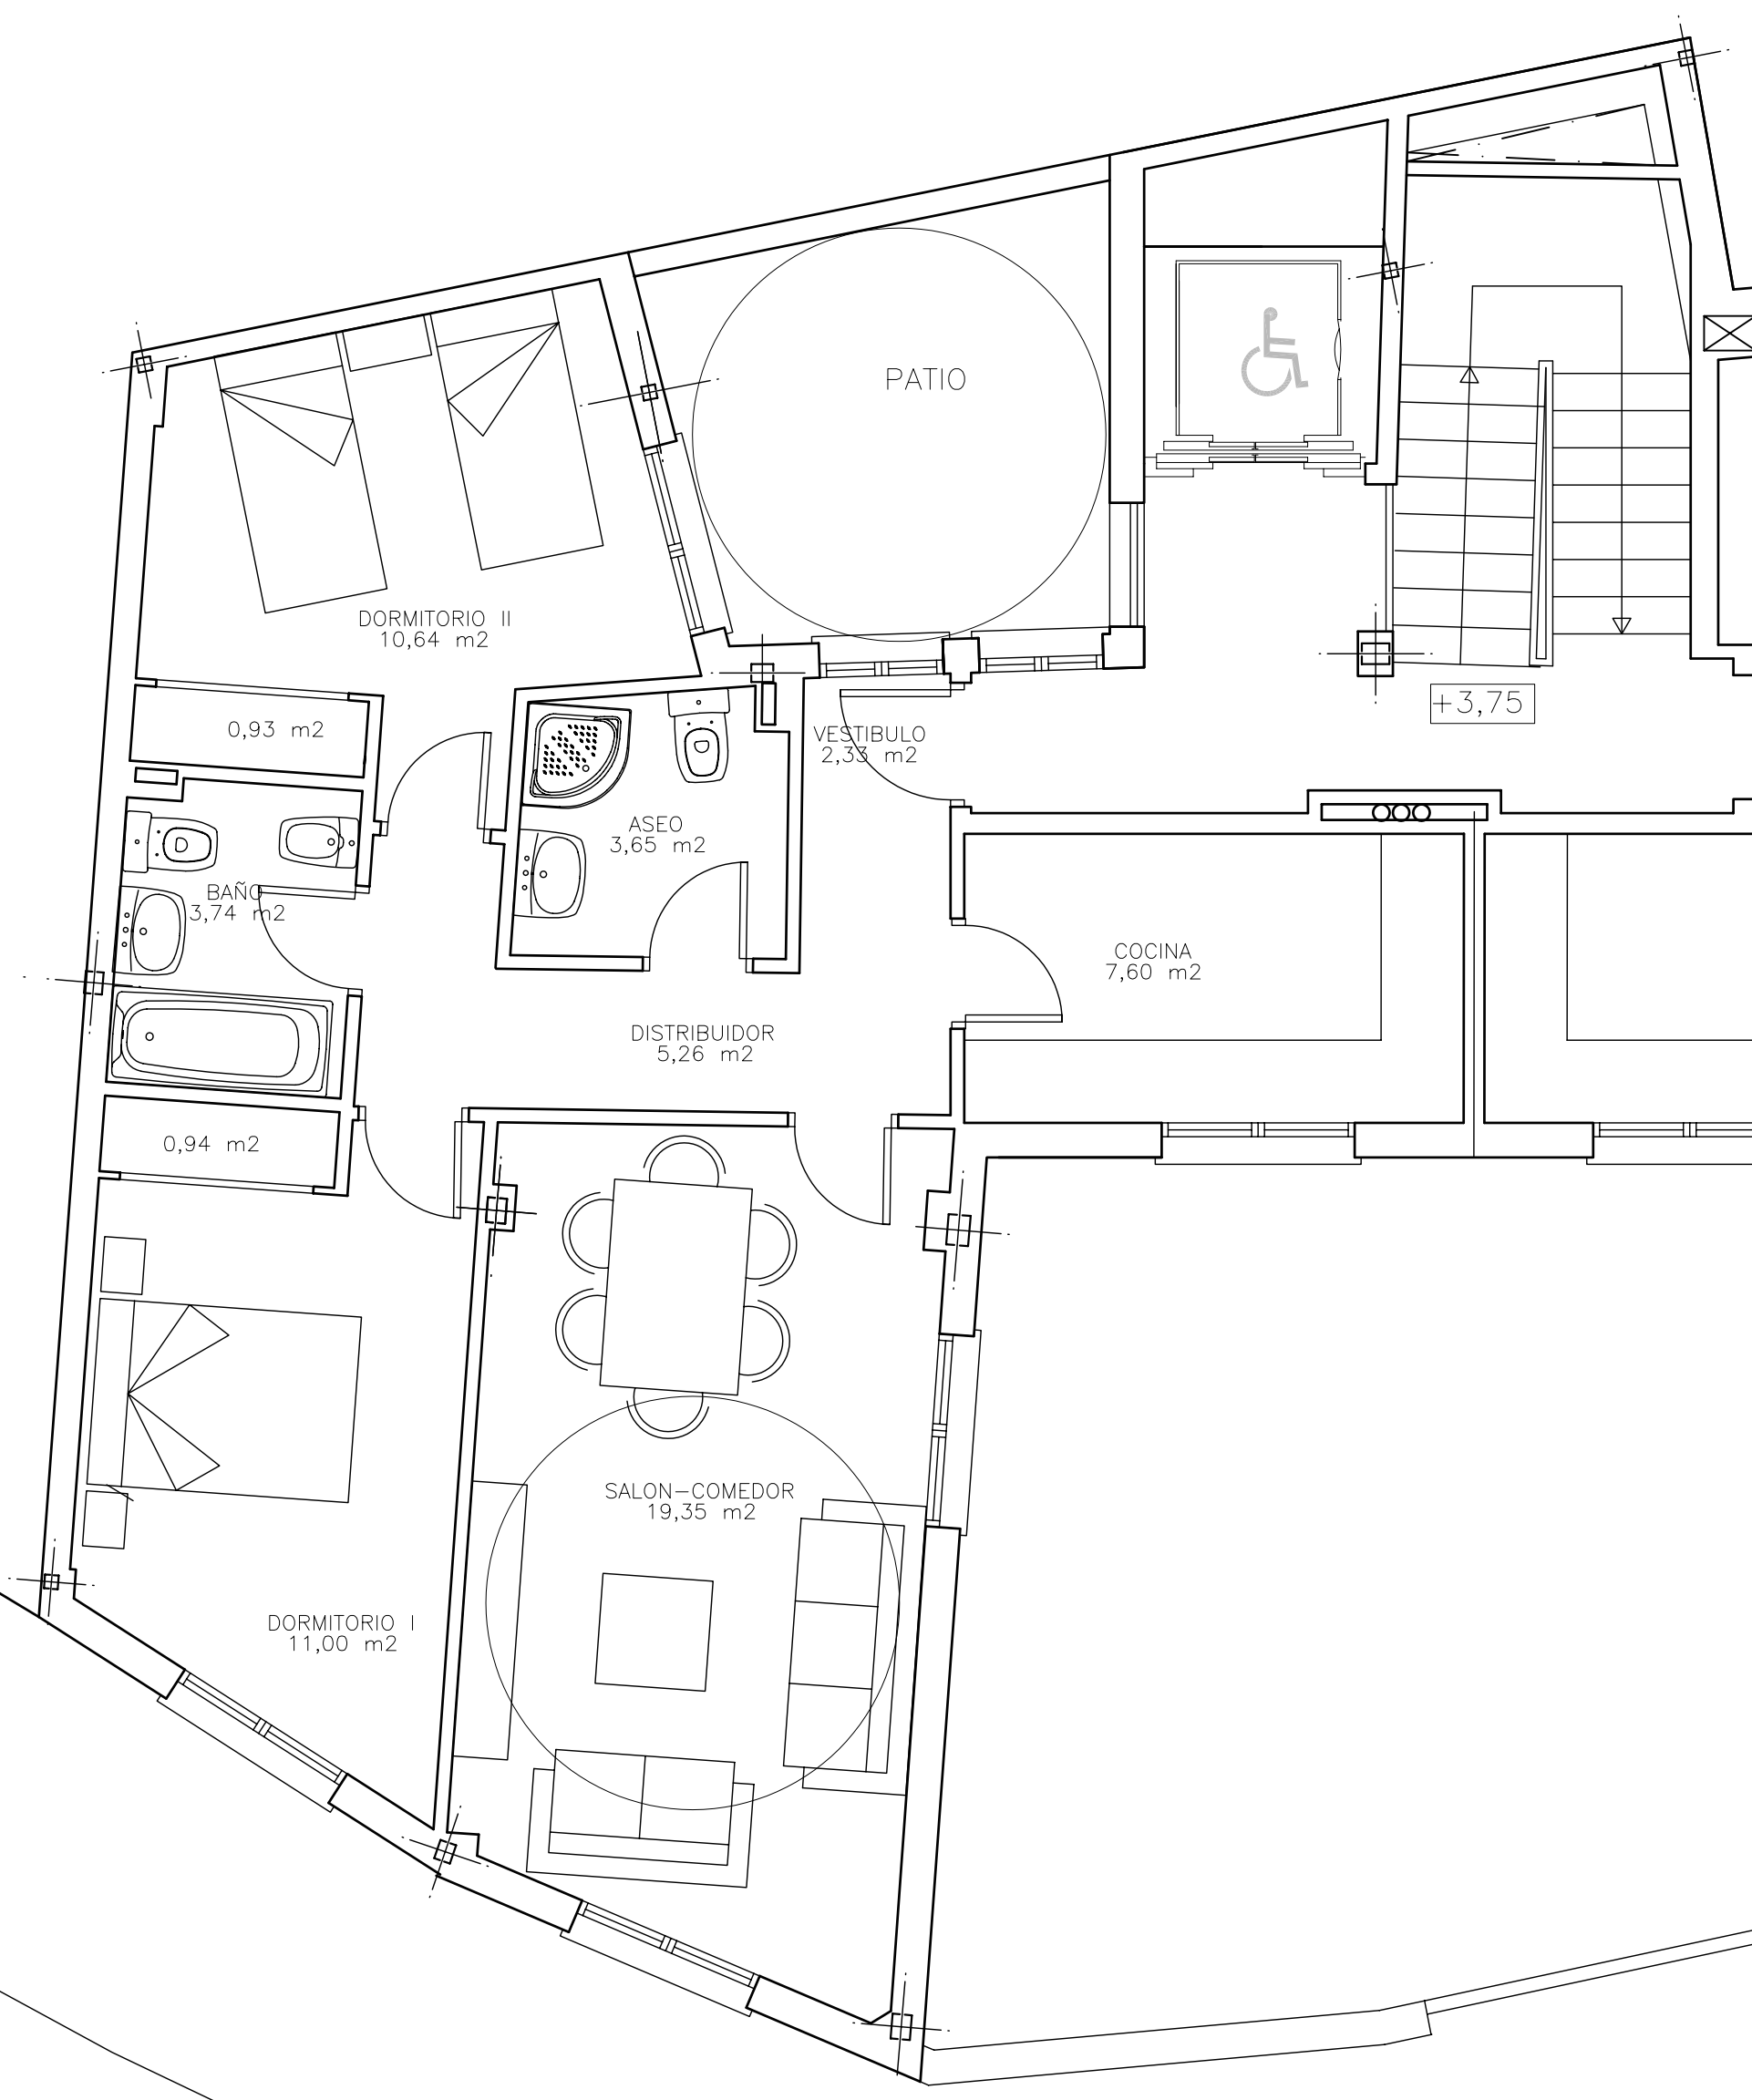 PATIO
DORMITORIO II
10,64 m2
+3,75
0,93 m2
VESTIBULO
2,33 m2
ASEO
3,65 m2
BAÑO
3,74 m2
COCINA
7,60 m2
DISTRIBUIDOR
5,26 m2
0,94 m2
SALON-COMEDOR
19,35 m2
DORMITORIO I
11,00 m2